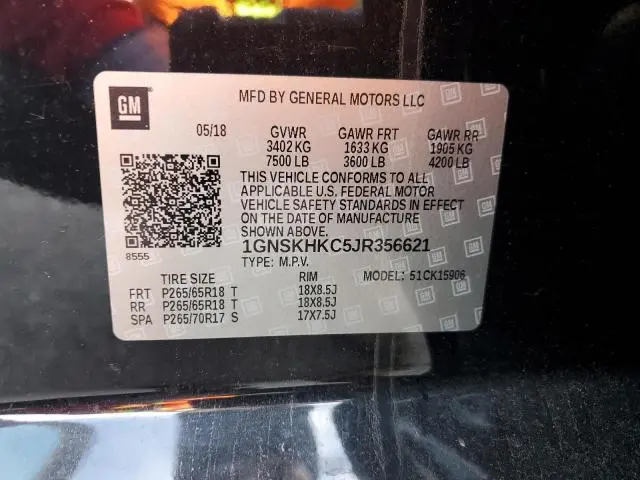 GM
MFD BY GENERAL MOTORS LLC
05/18 GVWR GAWR FRT GAWR RR
3402 KG 1633 KG 1905 KG
7500 LB 3600 LB 4200 LB
THIS VEHICLE CONFORMS TO ALL
APPLICABLE U.S. FEDERAL MOTOR
VEHICLE SAFETY STANDARDS IN EFFECT
ON THE DATE OF MANUFACTURE
SHOWN ABOVE.
8555 1GNSKHKC5JR356621
TYPE: M.P.V. MODEL: 51CK15906
TIRE SIZE RIM
FRT P265/65R18 T 18X8.5J
RR P265/65R18 T 18X8.5J
SPA P265/70R17 S 17X7.5J